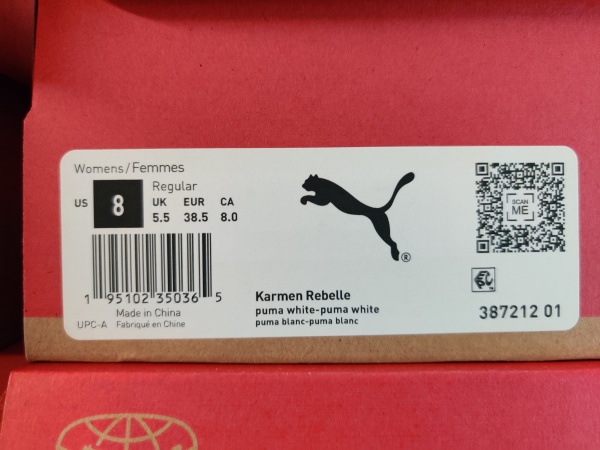 Womens/Femmes
Regular
US 8 UK EUR CA
5.5 38.5 8.0
1 95102 35036 5
Made in China
UPC-A Fabriqué en Chine
Karmen Rebelle
puma white-puma white
puma blanc-puma blanc
®
SCAN
ME
387212 01